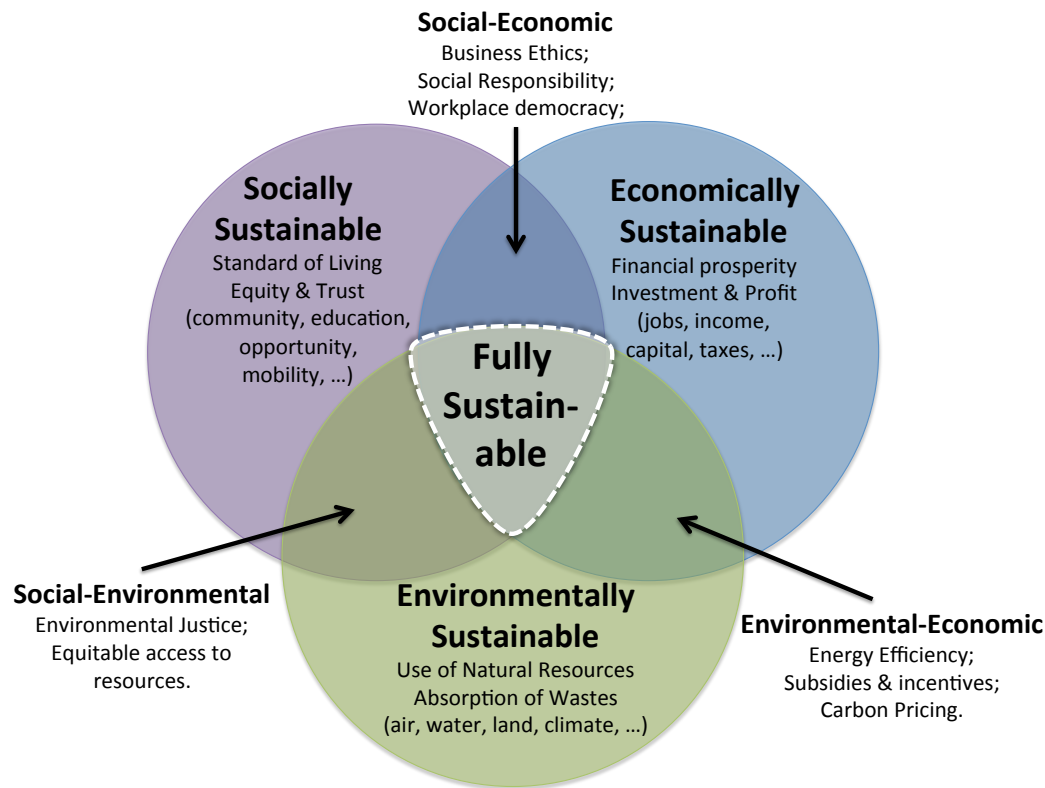 Social-Economic
Business Ethics;
Social Responsibility;
Workplace democracy;
Socially
Sustainable
Standard of Living
Equity & Trust
(community, education,
opportunity,
mobility, ...)
Economically
Sustainable
Financial prosperity
Investment & Profit
(jobs, income,
capital, taxes, ...)
Fully
Sustain-
able
Social-Environmental
Environmental Justice;
Equitable access to
resources.
Environmentally
Sustainable
Use of Natural Resources
Absorption of Wastes
(air, water, land, climate, ...)
Environmental-Economic
Energy Efficiency;
Subsidies & incentives;
Carbon Pricing.